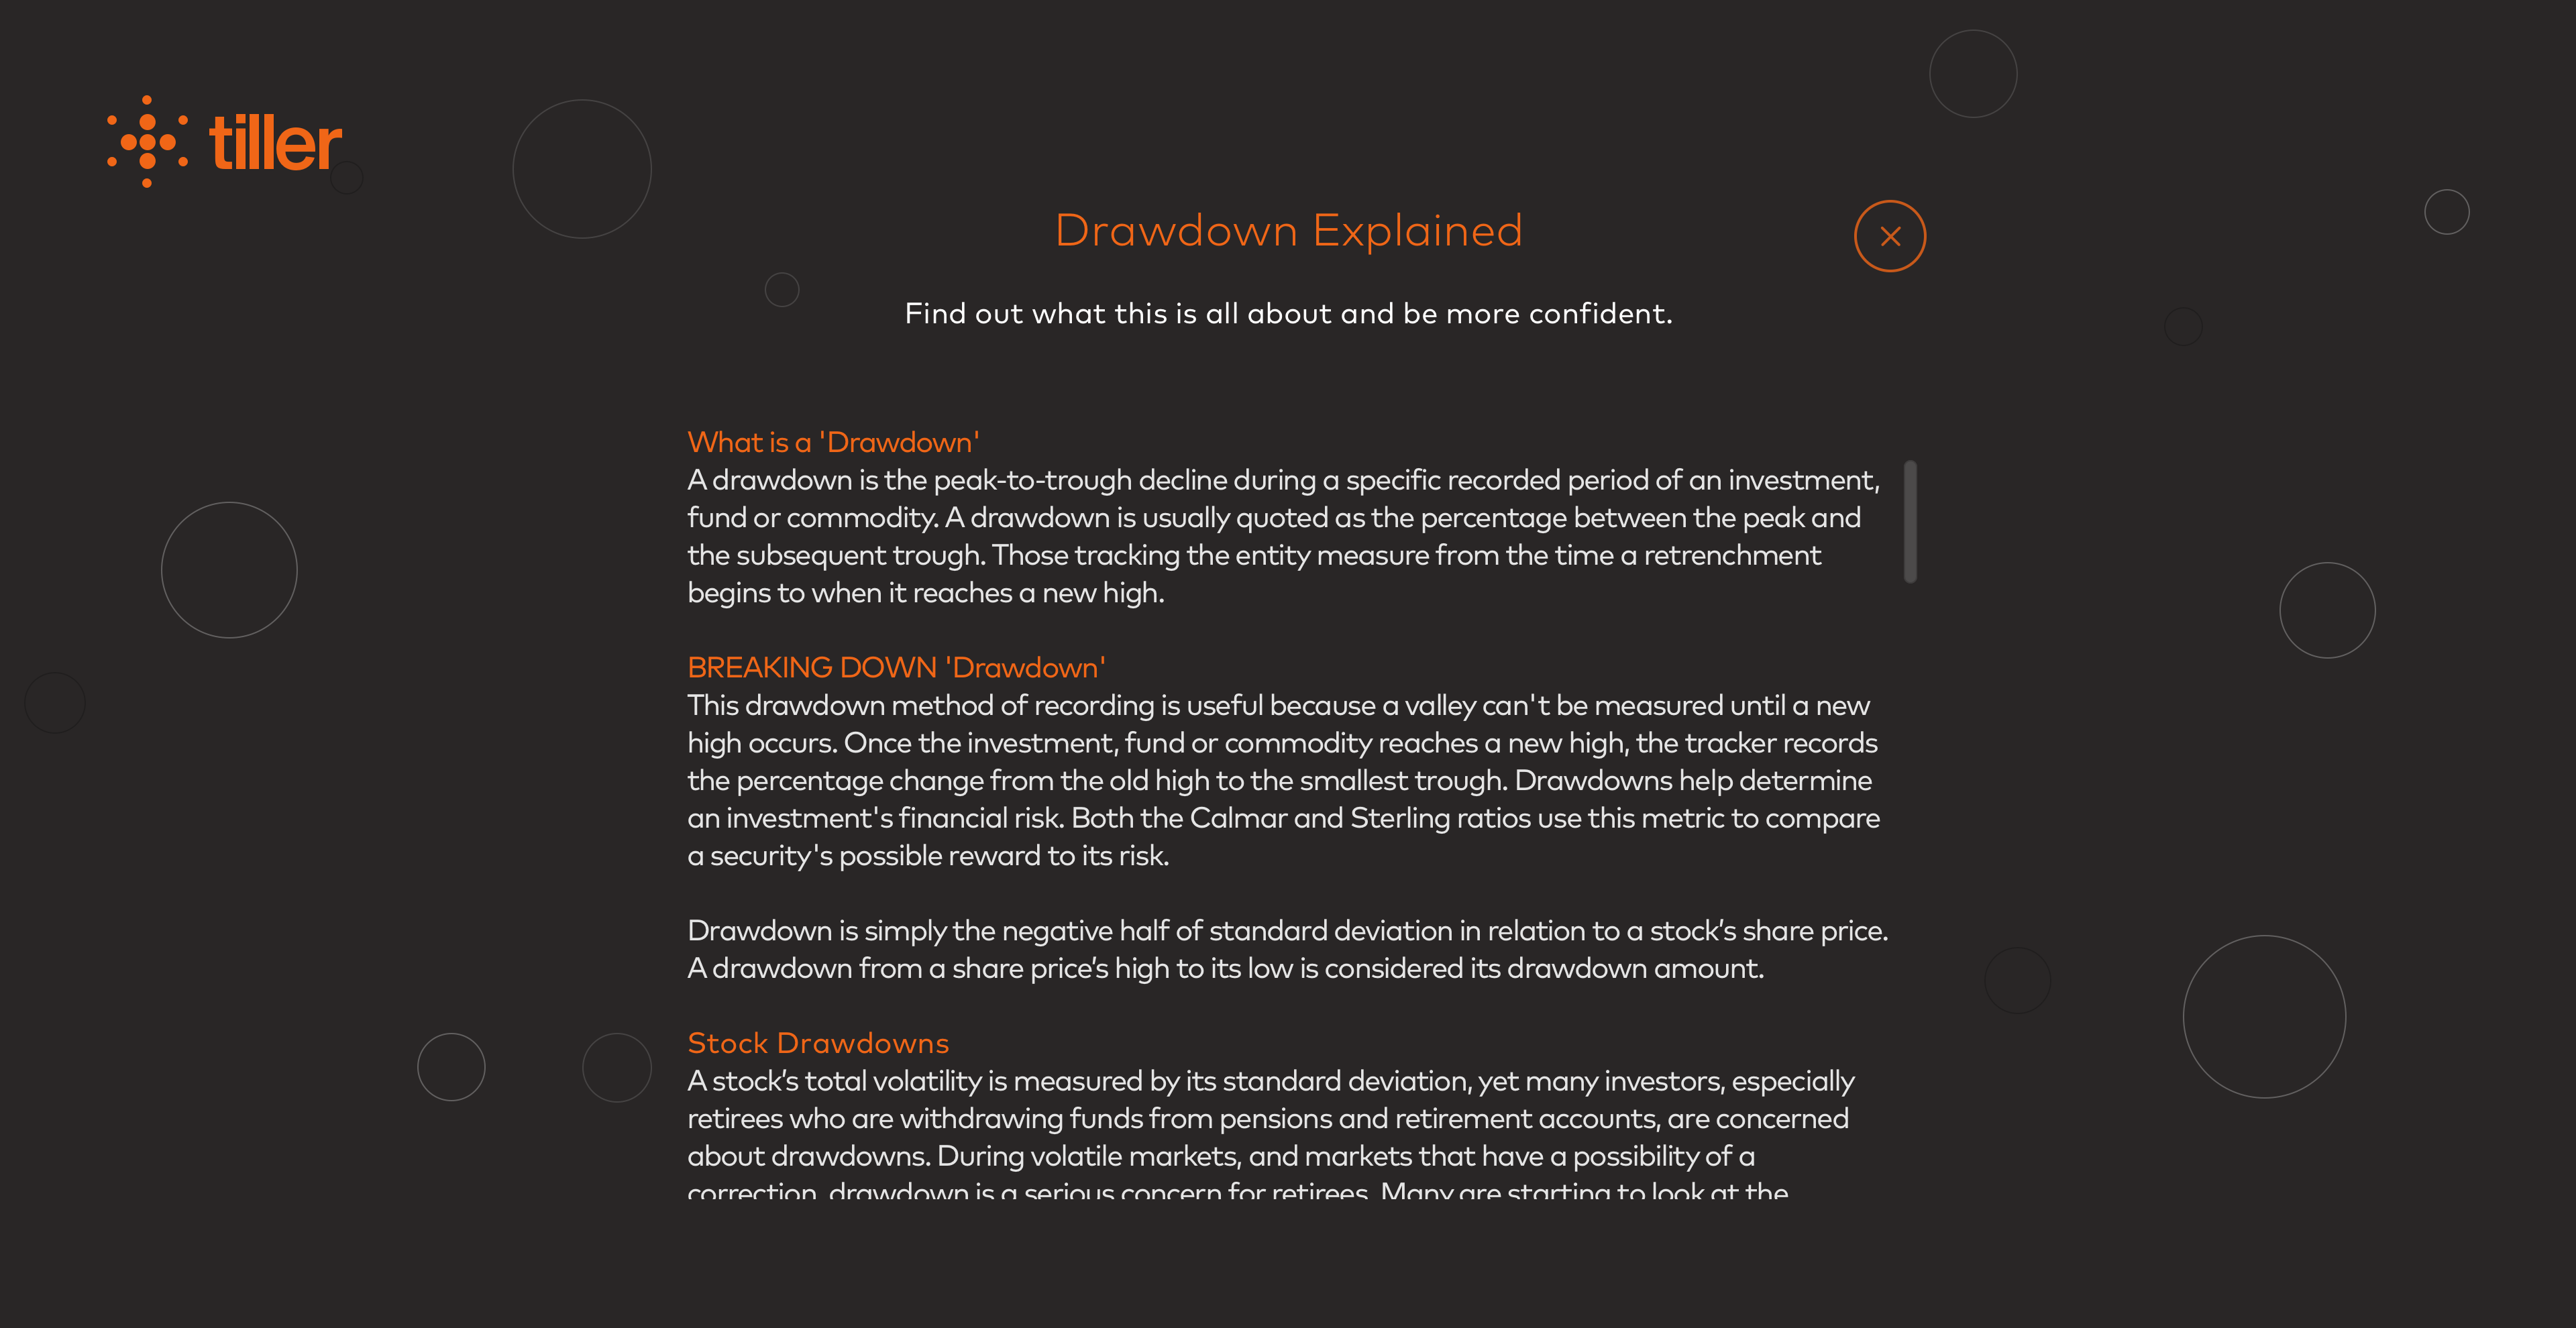 tiller
Drawdown Explained
Find out what this is all about and be more confident.
What is a 'Drawdown'
A drawdown is the peak-to-trough decline during a specific recorded period of an investment,
fund or commodity. A drawdown is usually quoted as the percentage between the peak and
the subsequent trough. Those tracking the entity measure from the time a retrenchment
begins to when it reaches a new high.
BREAKING DOWN 'Drawdown'
This drawdown method of recording is useful because a valley can't be measured until a new
high occurs. Once the investment, fund or commodity reaches a new high, the tracker records
the percentage change from the old high to the smallest trough. Drawdowns help determine
an investment's financial risk. Both the Calmar and Sterling ratios use this metric to compare
a security's possible reward to its risk.
Drawdown is simply the negative half of standard deviation in relation to a stock’s share price.
A drawdown from a share price’s high to its low is considered its drawdown amount.
Stock Drawdowns
A stock’s total volatility is measured by its standard deviation, yet many investors, especially
retirees who are withdrawing funds from pensions and retirement accounts, are concerned
about drawdowns. During volatile markets, and markets that have a possibility of a
correction, drawdown is a serious concern for retirees. Many are starting to look at the